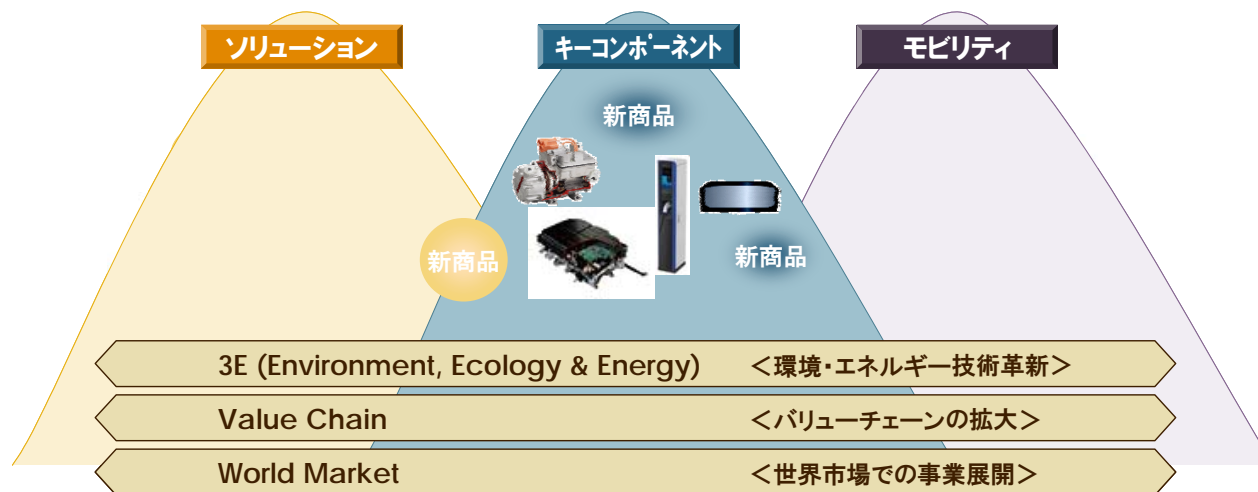 ソリューション
キーコンポーネント
モビリティ
新商品
新商品
新商品
3E (Environment, Ecology & Energy) ＜環境・エネルギー技術革新＞
Value Chain ＜バリューチェーンの拡大＞
World Market ＜世界市場での事業展開＞